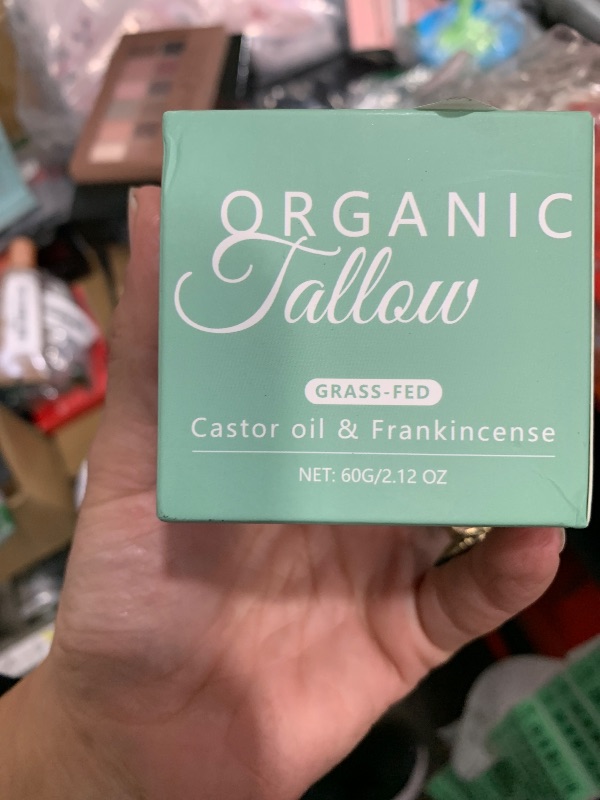 ORGANIC
Tallow
GRASS-FED
Castor oil & Frankincense
NET: 60G/2.12 OZ